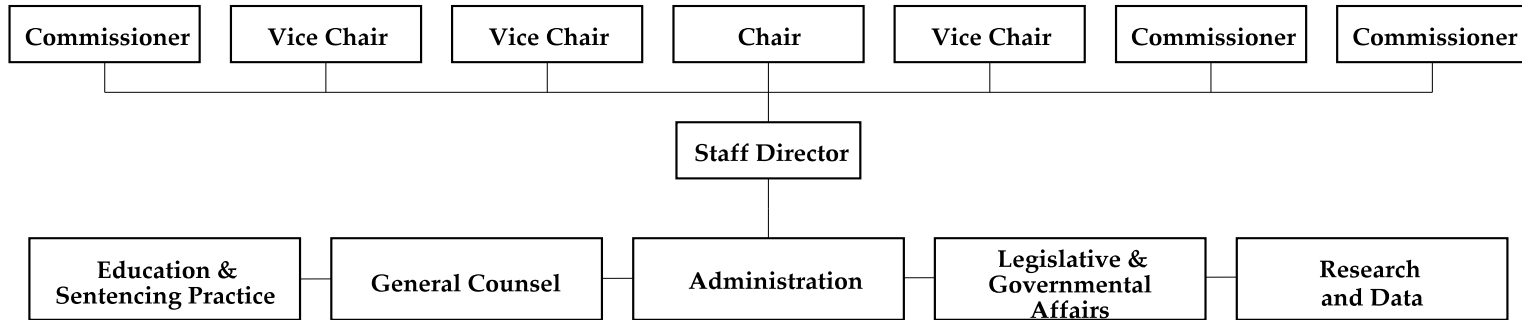 Commissioner
Vice Chair
Vice Chair
Chair
Vice Chair
Commissioner
Commissioner
Staff Director
Education &
Sentencing Practice
General Counsel
Administration
Legislative &
Governmental
Affairs
Research
and Data